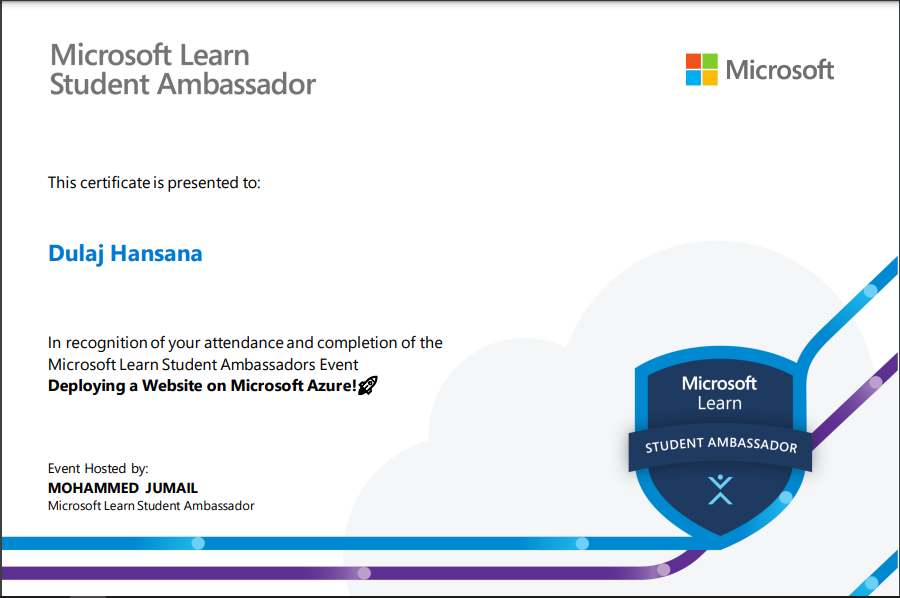 Microsoft Learn
Student Ambassador
Microsoft
This certificate is presented to:
Dulaj Hansana
In recognition of your attendance and completion of the
Microsoft Learn Student Ambassadors Event
Deploying a Website on Microsoft Azure!🚀
Event Hosted by:
MOHAMMED JUMAIL
Microsoft Learn Student Ambassador
Microsoft
Learn
STUDENT AMBASSADOR